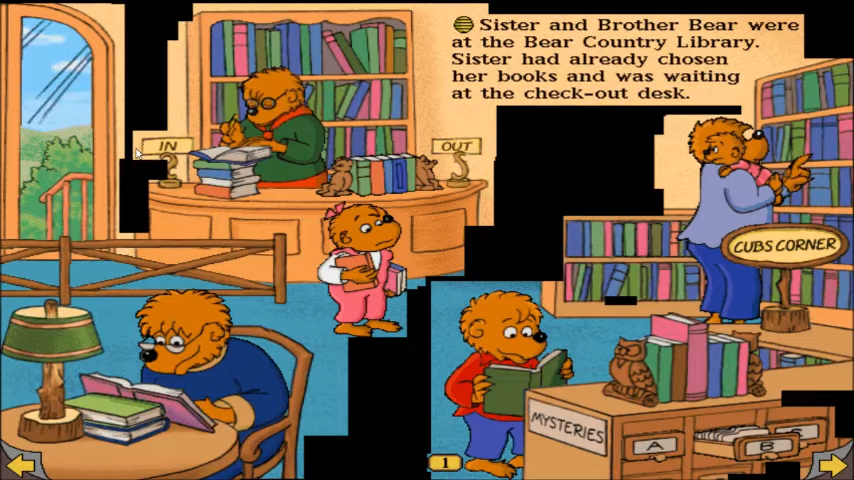 Sister and Brother Bear were
at the Bear Country Library.
Sister had already chosen
her books and was waiting
at the check-out desk.
IN
OUT
CUBS CORNER
MYSTERIES
A
B
1